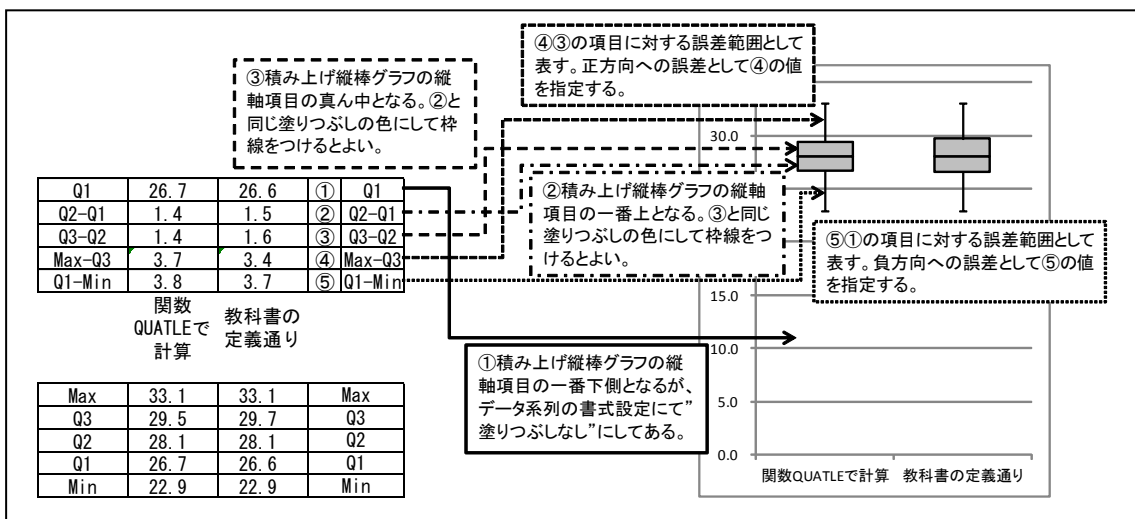 ④③の項目に対する誤差範囲として
表す。正方向への誤差として④の値
を指定する。
③積み上げ縦棒グラフの縦
軸項目の真ん中となる。②と
同じ塗りつぶしの色にして枠
線をつけるとよい。
Q1 26.7 26.6 ① Q1
Q2-Q1 1.4 1.5 ② Q2-Q1
Q3-Q2 1.4 1.6 ③ Q3-Q2
Max-Q3 3.7 3.4 ④ Max-Q3
Q1-Min 3.8 3.7 ⑤ Q1-Min
関数
QUATLEで
計算
教科書の
定義通り
②積み上げ縦棒グラフの縦軸
項目の一番上となる。③と同じ
塗りつぶしの色にして枠線をつ
けるとよい。
⑤①の項目に対する誤差範囲として
表す。負方向への誤差として⑤の値
を指定する。
①積み上げ縦棒グラフの縦
軸項目の一番下側となるが、
データ系列の書式設定にて”
塗りつぶしなし”にしてある。
Max 33.1 33.1 Max
Q3 29.5 29.7 Q3
Q2 28.1 28.1 Q2
Q1 26.7 26.6 Q1
Min 22.9 22.9 Min
30.0
15.0
10.0
5.0
0.0
関数QUATLEで計算 教科書の定義通り